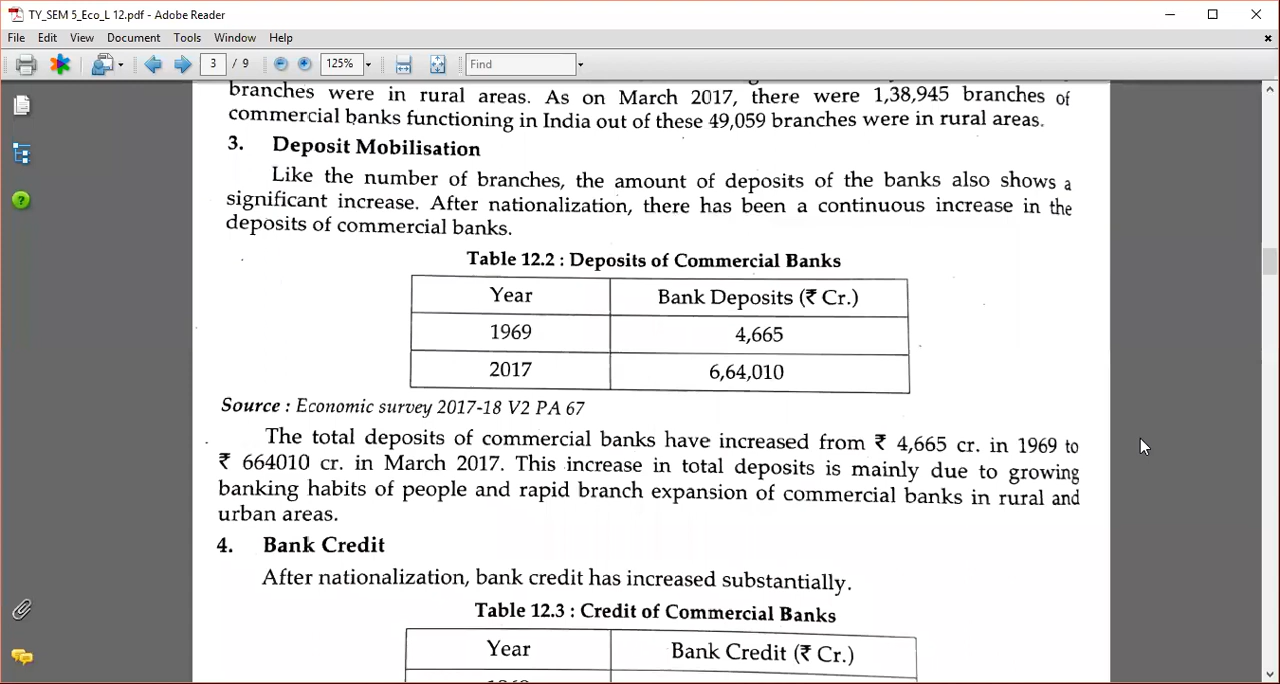 TY_SEM 5_Eco_L 12.pdf - Adobe Reader
File Edit View Document Tools Window Help
3 / 9 125% Find
branches were in rural areas. As on March 2017, there were 1,38,945 branches of
commercial banks functioning in India out of these 49,059 branches were in rural areas.
3. Deposit Mobilisation
Like the number of branches, the amount of deposits of the banks also shows a
significant increase. After nationalization, there has been a continuous increase in the
deposits of commercial banks.
Table 12.2 : Deposits of Commercial Banks
Year Bank Deposits (₹ Cr.)
1969 4,665
2017 6,64,010
Source : Economic survey 2017-18 V2 PA 67
The total deposits of commercial banks have increased from ₹ 4,665 cr. in 1969 to
₹ 664010 cr. in March 2017. This increase in total deposits is mainly due to growing
banking habits of people and rapid branch expansion of commercial banks in rural and
urban areas.
4. Bank Credit
After nationalization, bank credit has increased substantially.
Table 12.3 : Credit of Commercial Banks
Year Bank Credit (₹ Cr.)